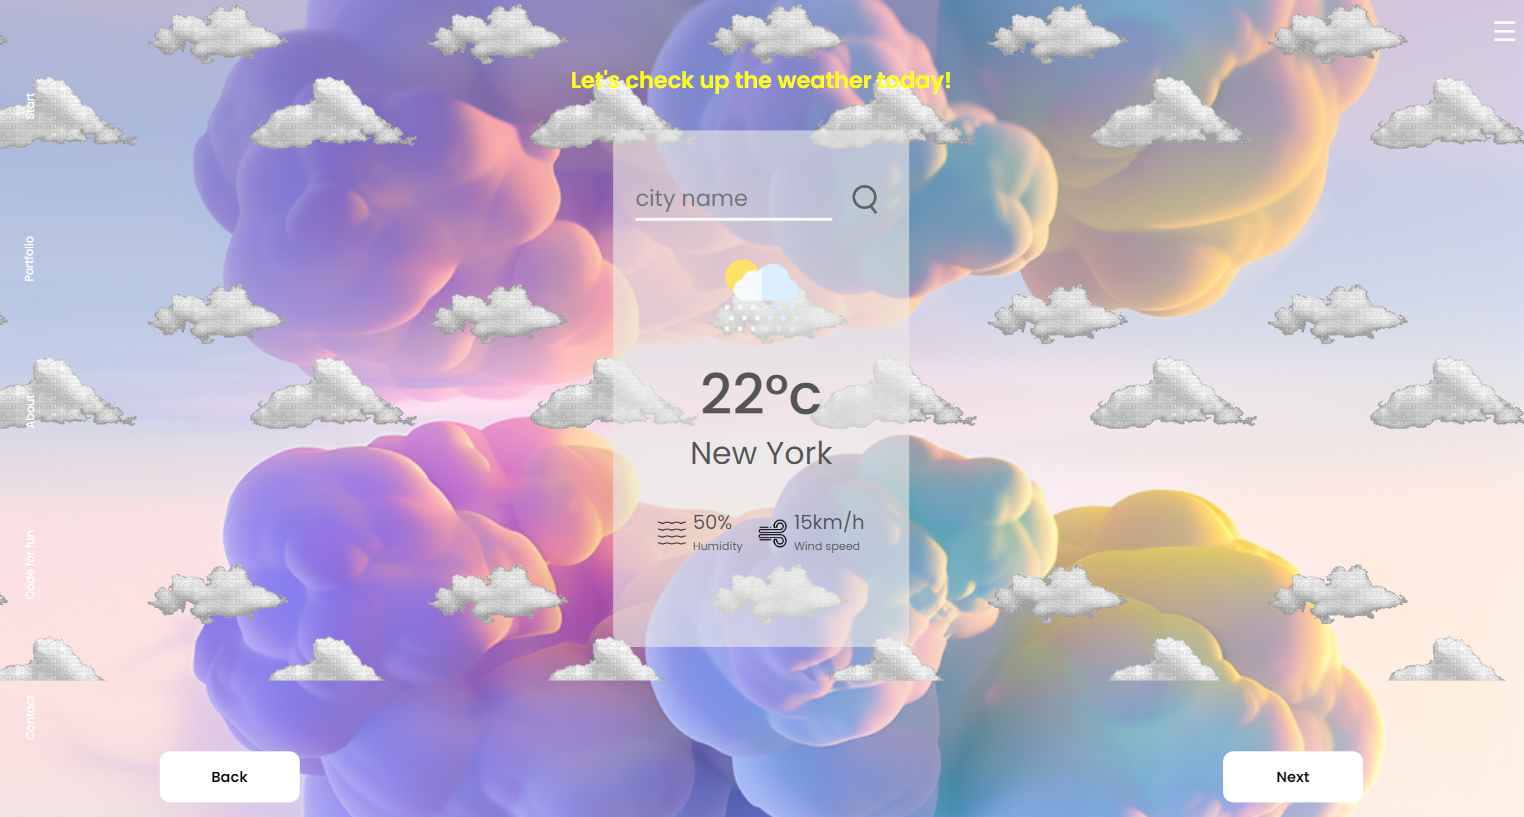 Let's check up the weather today!
Start
Portfolio
About
Code for fun
Contact
city name
22°c
New York
50%
Humidity
15km/h
Wind speed
Back
Next